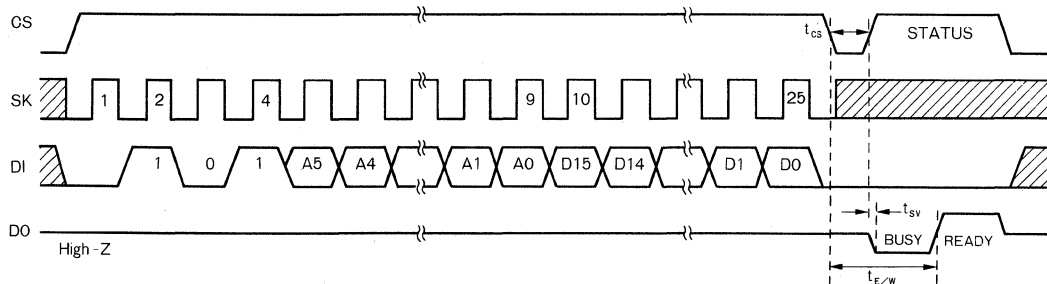 CS t_CS STATUS
SK 1 2 4 9 10 25
DI 1 0 1 A5 A4 A1 A0 D15 D14 D1 D0
t_SV
DO BUSY READY
High-Z
t_E/W